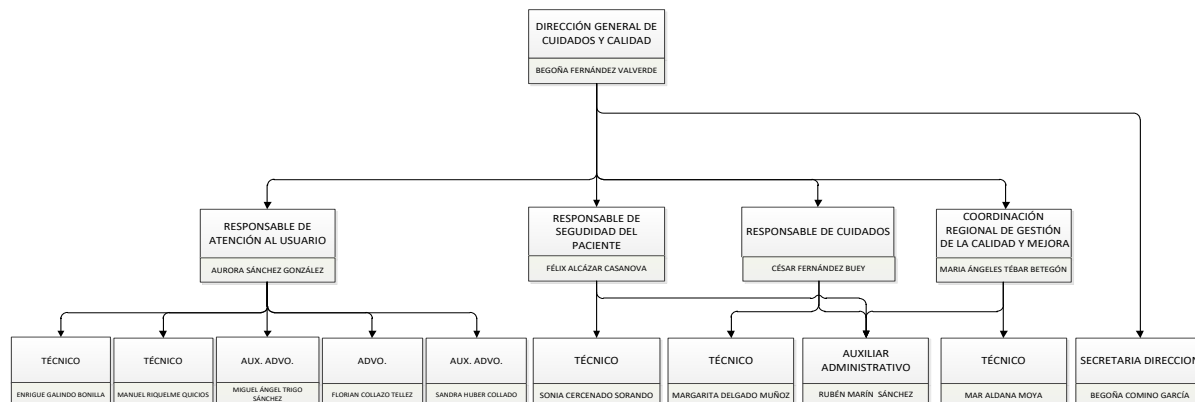 DIRECCIÓN GENERAL DE
CUIDADOS Y CALIDAD
BEGOÑA FERNÁNDEZ VALVERDE
RESPONSABLE DE
ATENCIÓN AL USUARIO
AURORA SÁNCHEZ GONZÁLEZ
RESPONSABLE DE
SEGUDIDAD DEL
PACIENTE
FÉLIX ALCÁZAR CASANOVA
RESPONSABLE DE CUIDADOS
CÉSAR FERNÁNDEZ BUEY
COORDINACIÓN
REGIONAL DE GESTIÓN
DE LA CALIDAD Y MEJORA
MARIA ÁNGELES TÉBAR BETEGÓN
TÉCNICO
ENRIGUE GALINDO BONILLA
TÉCNICO
MANUEL RIQUELME QUICIOS
AUX. ADVO.
MIGUEL ÁNGEL TRIGO
SÁNCHEZ
ADVO.
FLORIAN COLLAZO TELLEZ
AUX. ADVO.
SANDRA HUBER COLLADO
TÉCNICO
SONIA CERCENADO SORANDO
TÉCNICO
MARGARITA DELGADO MUÑOZ
AUXILIAR
ADMINISTRATIVO
RUBÉN MARÍN SÁNCHEZ
TÉCNICO
MAR ALDANA MOYA
SECRETARIA DIRECCION
BEGOÑA COMINO GARCÍA